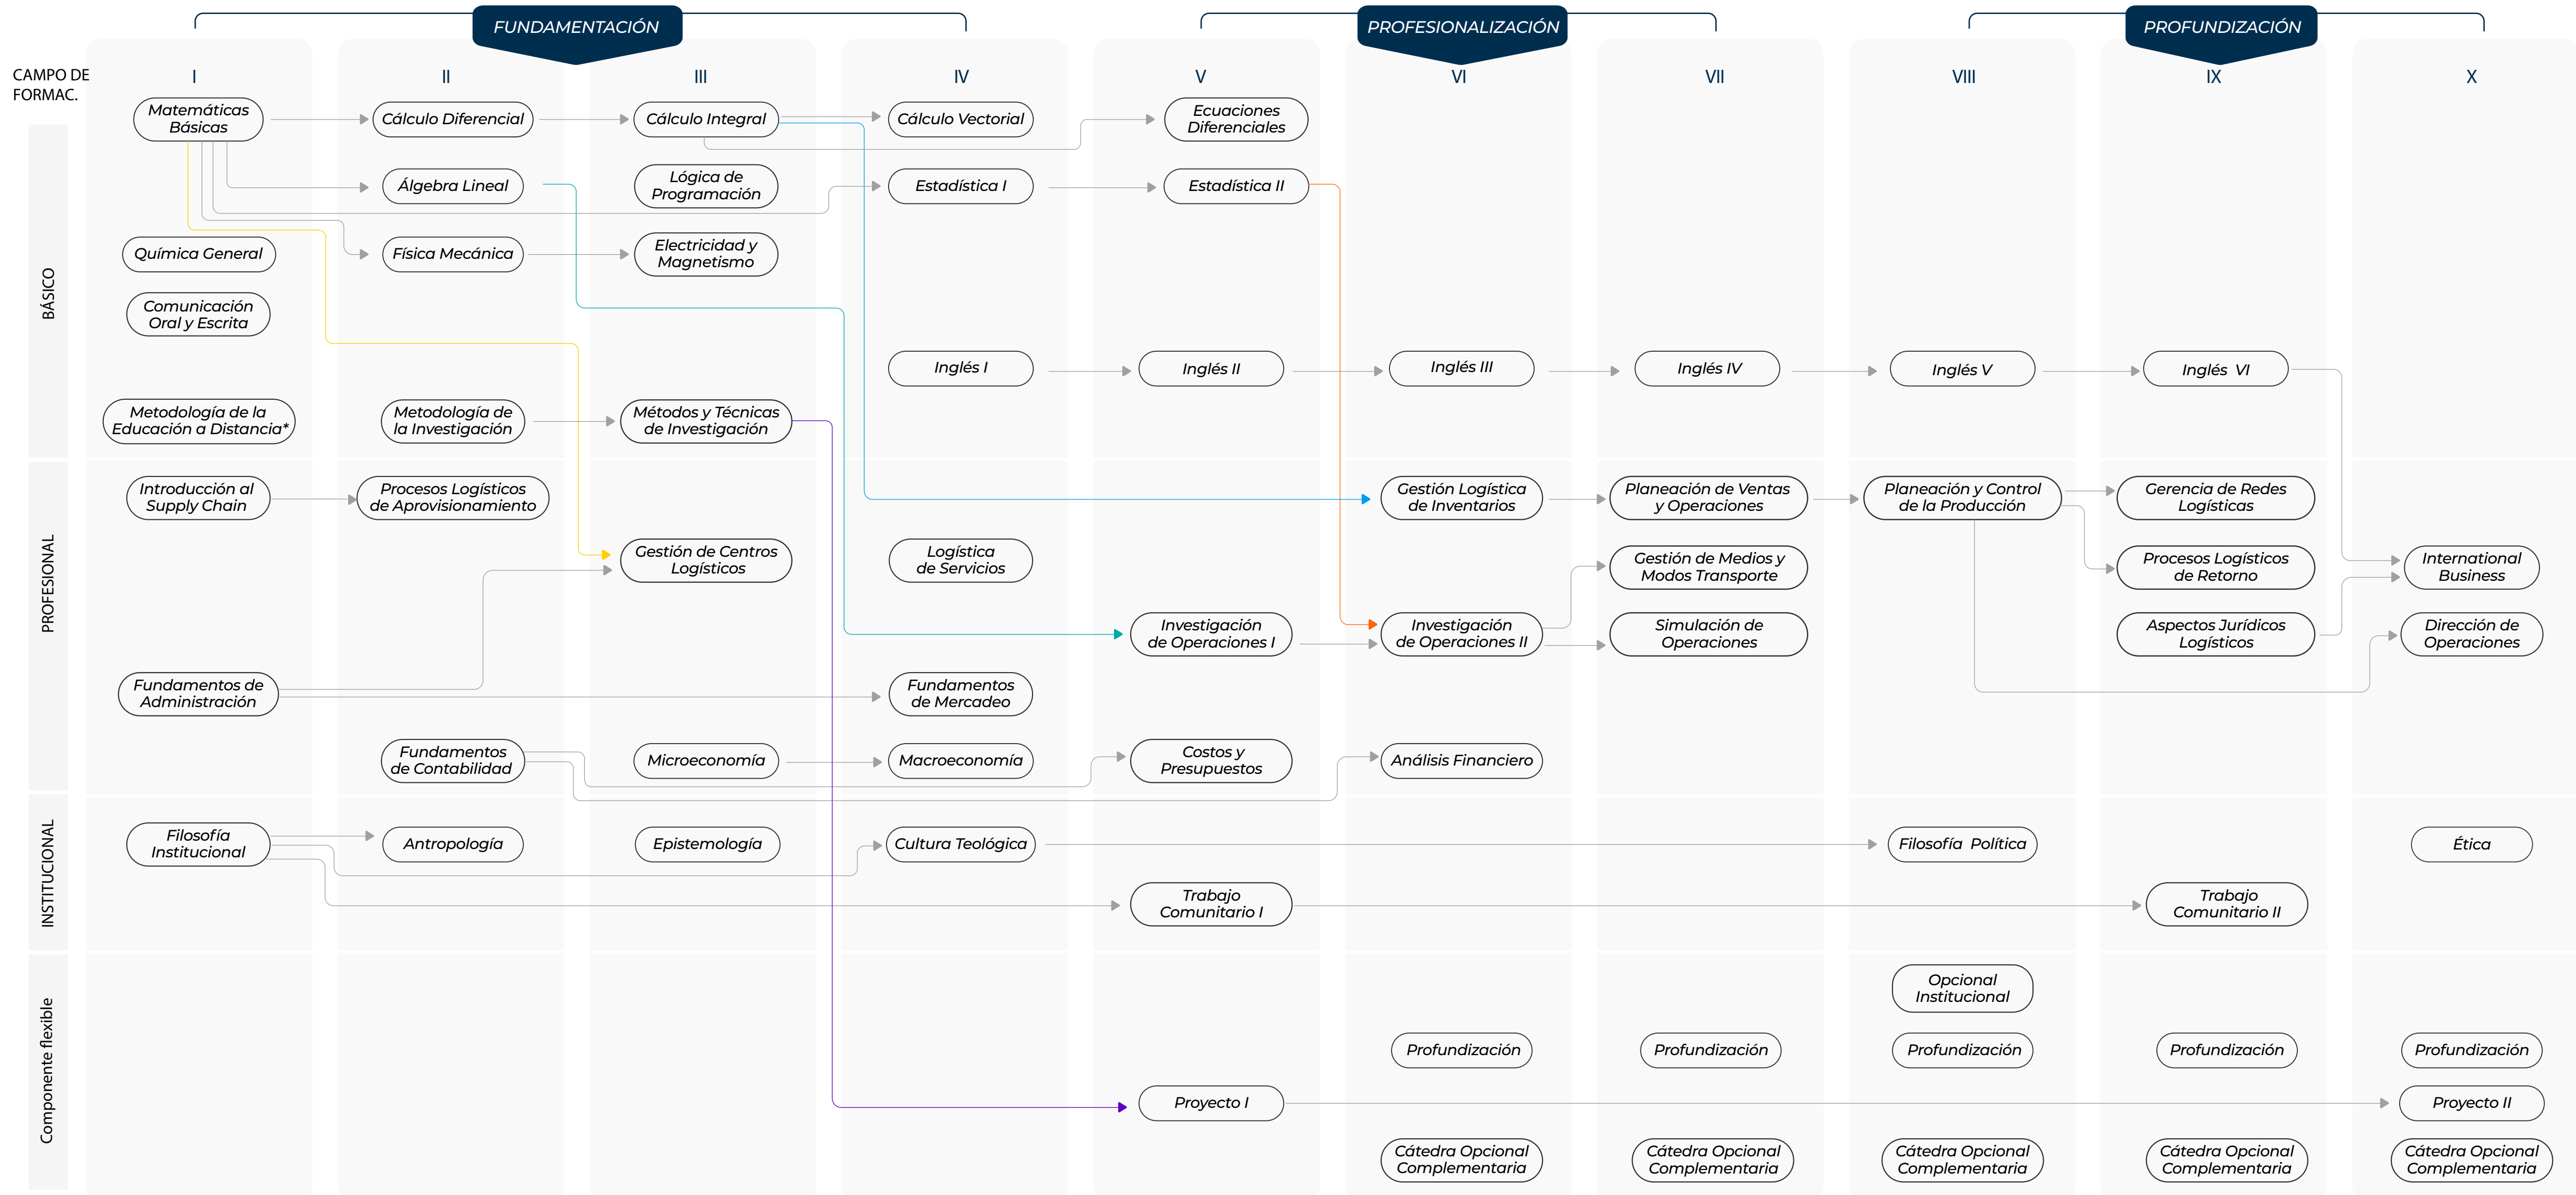 FUNDAMENTACIÓN
PROFESIONALIZACIÓN
PROFUNDIZACIÓN
CAMPO DE
FORMAC.
I
II
III
IV
V
VI
VII
VIII
IX
X
BÁSICO
Matemáticas
Básicas
Cálculo Diferencial
Cálculo Integral
Cálculo Vectorial
Ecuaciones
Diferenciales
Álgebra Lineal
Lógica de
Programación
Estadística I
Estadística II
Química General
Física Mecánica
Electricidad y
Magnetismo
Comunicación
Oral y Escrita
Inglés I
Inglés II
Inglés III
Inglés IV
Inglés V
Inglés VI
Metodología de la
Educación a Distancia*
Metodología de
la Investigación
Métodos y Técnicas
de Investigación
PROFESIONAL
Introducción al
Supply Chain
Procesos Logísticos
de Aprovisionamiento
Gestión Logística
de Inventarios
Planeación de Ventas
y Operaciones
Planeación y Control
de la Producción
Gerencia de Redes
Logísticas
Gestión de Centros
Logísticos
Logística
de Servicios
Gestión de Medios y
Modos Transporte
Procesos Logísticos
de Retorno
International
Business
Investigación
de Operaciones I
Investigación
de Operaciones II
Simulación de
Operaciones
Aspectos Jurídicos
Logísticos
Dirección de
Operaciones
Fundamentos de
Administración
Fundamentos
de Mercadeo
Fundamentos
de Contabilidad
Microeconomía
Macroeconomía
Costos y
Presupuestos
Análisis Financiero
INSTITUCIONAL
Filosofía
Institucional
Antropología
Epistemología
Cultura Teológica
Filosofía Política
Ética
Trabajo
Comunitario I
Trabajo
Comunitario II
Componente flexible
Opcional
Institucional
Profundización
Profundización
Profundización
Profundización
Profundización
Proyecto I
Proyecto II
Cátedra Opcional
Complementaria
Cátedra Opcional
Complementaria
Cátedra Opcional
Complementaria
Cátedra Opcional
Complementaria
Cátedra Opcional
Complementaria